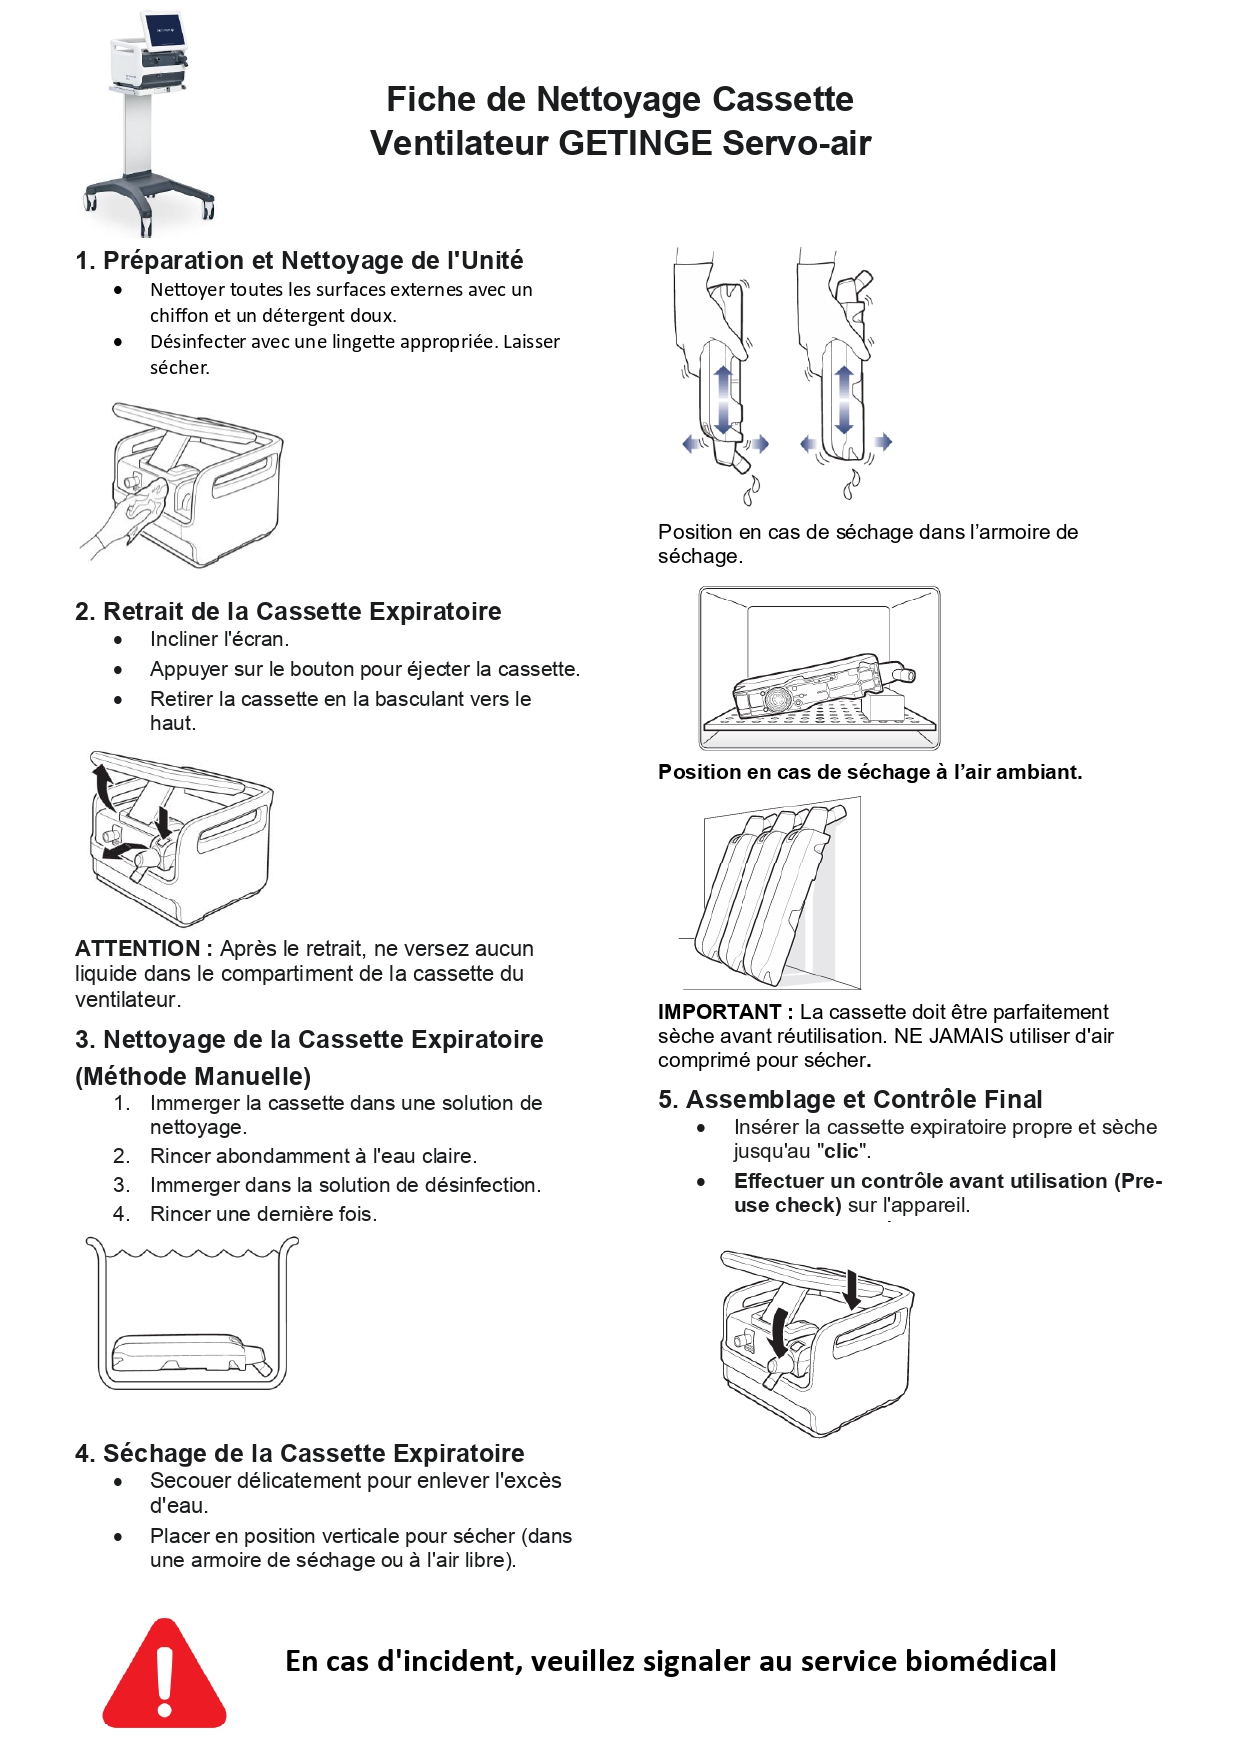 Fiche de Nettoyage Cassette
Ventilateur GETINGE Servo-air
1. Préparation et Nettoyage de l'Unité
• Nettoyer toutes les surfaces externes avec un
chiffon et un détergent doux.
• Désinfecter avec une lingette appropriée. Laisser
sécher.
2. Retrait de la Cassette Expiratoire
• Incliner l'écran.
• Appuyer sur le bouton pour éjecter la cassette.
• Retirer la cassette en la basculant vers le
haut.
ATTENTION : Après le retrait, ne versez aucun
liquide dans le compartiment de la cassette du
ventilateur.
3. Nettoyage de la Cassette Expiratoire
(Méthode Manuelle)
1. Immerger la cassette dans une solution de
nettoyage.
2. Rincer abondamment à l'eau claire.
3. Immerger dans la solution de désinfection.
4. Rincer une dernière fois.
4. Séchage de la Cassette Expiratoire
• Secouer délicatement pour enlever l'excès
d'eau.
• Placer en position verticale pour sécher (dans
une armoire de séchage ou à l'air libre).
Position en cas de séchage dans l’armoire de
séchage.
Position en cas de séchage à l’air ambiant.
IMPORTANT : La cassette doit être parfaitement
sèche avant réutilisation. NE JAMAIS utiliser d'air
comprimé pour sécher.
5. Assemblage et Contrôle Final
• Insérer la cassette expiratoire propre et sèche
jusqu'au "clic".
• Effectuer un contrôle avant utilisation (Pre-
use check) sur l'appareil.
En cas d'incident, veuillez signaler au service biomédical